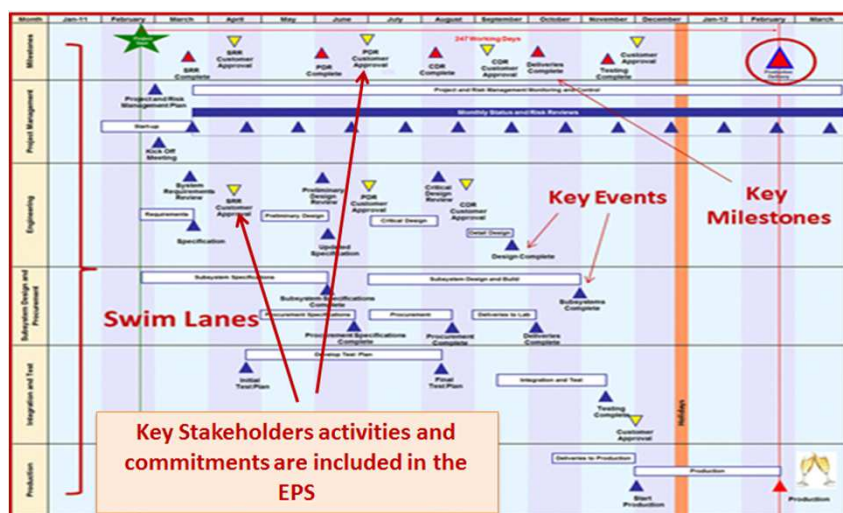 Month Jan-11 February March April May June July August September October November December Jan-12 February March
Milestones
Project Start
247 Working Days
SRR Complete
SRR Customer Approval
PDR Complete
PDR Customer Approval
CDR Complete
CDR Customer Approval
Deliveries Complete
Testing Complete
Customer Approval
Production Delivery
Project Management
Project and Risk Management Plan
Project and Risk Management Monitoring and Control
Monthly Status and Risk Reviews
Start-up
Kick Off Meeting
Engineering
System Requirements Review
SRR Customer Approval
Preliminary Design Review
PDR Customer Approval
Critical Design Review
CDR Customer Approval
Requirements
Preliminary Design
Critical Design
Detail Design
Specification
Updated Specification
Design Complete
Key Events
Key Milestones
Subsystem Design and Procurement
Subsystem Specifications
Subsystem Design and Build
Subsystem Specifications Complete
Subsystems Complete
Swim Lanes
Procurement Specifications
Procurement
Deliveries to Lab
Procurement Specifications Complete
Procurement Complete
Deliveries Complete
Integration and Test
Develop Test Plan
Initial Test Plan
Final Test Plan
Integration and Test
Testing Complete
Customer Approval
Holidays
Key Stakeholders activities and
commitments are included in the
EPS
Production
Deliveries to Production
Production
Start Production
Production